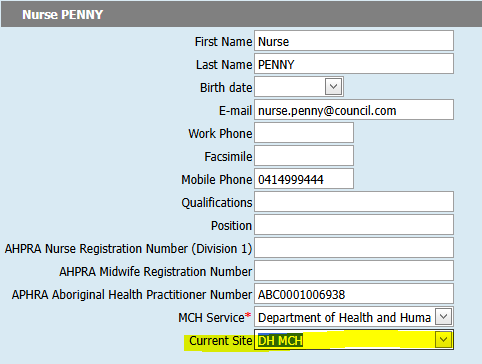 Nurse PENNY
First Name Nurse
Last Name PENNY
Birth date
E-mail nurse.penny@council.com
Work Phone
Facsimile
Mobile Phone 0414999444
Qualifications
Position
AHPRA Nurse Registration Number (Division 1)
AHPRA Midwife Registration Number
APHRA Aboriginal Health Practitioner Number ABC0001006938
MCH Service* Department of Health and Huma
Current Site DH MCH